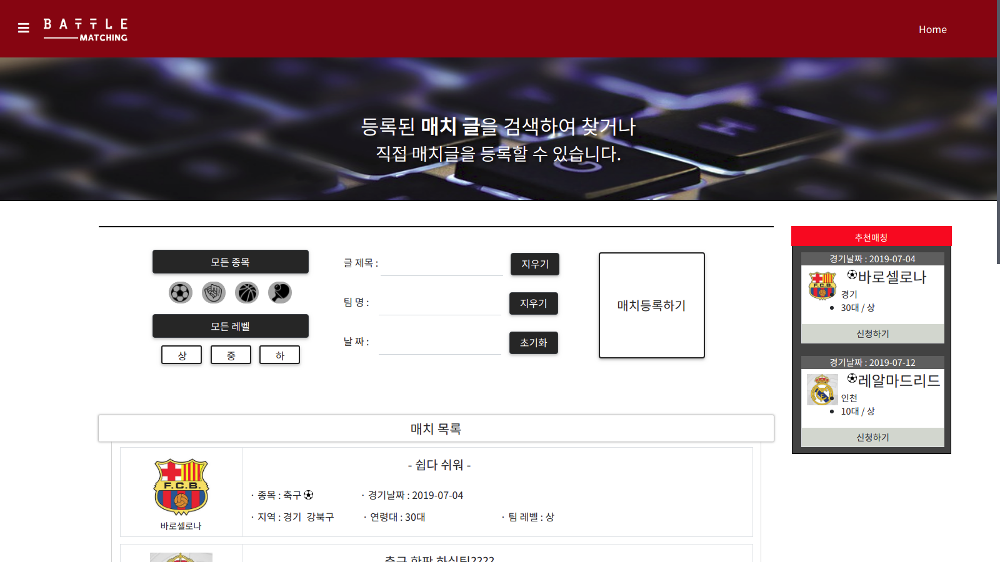 BATTLE
MATCHING
Home
등록된 매치 글을 검색하여 찾거나
직접 매치글을 등록할 수 있습니다.
모든 종목
모든 레벨
상
중
하
글 제목 :
지우기
팀 명 :
지우기
날 짜 :
초기화
매치등록하기
추천매칭
경기날짜 : 2019-07-04
바로셀로나
F.C.B.
경기
30대 / 상
신청하기
경기날짜 : 2019-07-12
레알마드리드
인천
10대 / 상
신청하기
매치 목록
F.C.B.
바로셀로나
- 쉽다 쉬워 -
· 종목 : 축구
· 경기날짜 : 2019-07-04
· 지역 : 경기 강북구
· 연령대 : 30대
· 팀 레벨 : 상